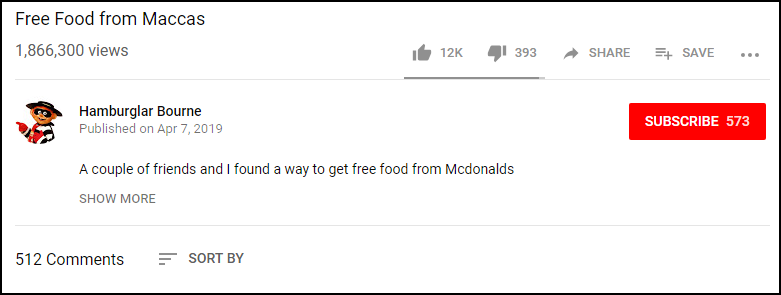 Free Food from Maccas
1,866,300 views
12K 393 SHARE SAVE
Hamburglar Bourne
Published on Apr 7, 2019
SUBSCRIBE 573
A couple of friends and I found a way to get free food from Mcdonalds
SHOW MORE
512 Comments SORT BY